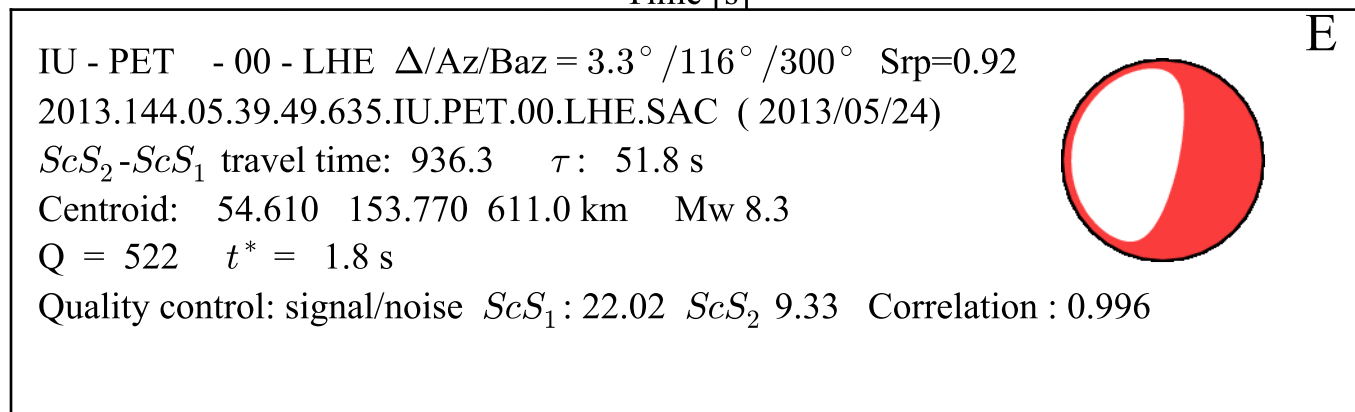 Time [s]
E
IU - PET - 00 - LHE Δ/Az/Baz = 3.3° /116° /300° Srp=0.92
2013.144.05.39.49.635.IU.PET.00.LHE.SAC ( 2013/05/24)
ScS₂-ScS₁ travel time: 936.3 τ : 51.8 s
Centroid: 54.610 153.770 611.0 km Mw 8.3
Q = 522 t* = 1.8 s
Quality control: signal/noise ScS₁ : 22.02 ScS₂ 9.33 Correlation : 0.996